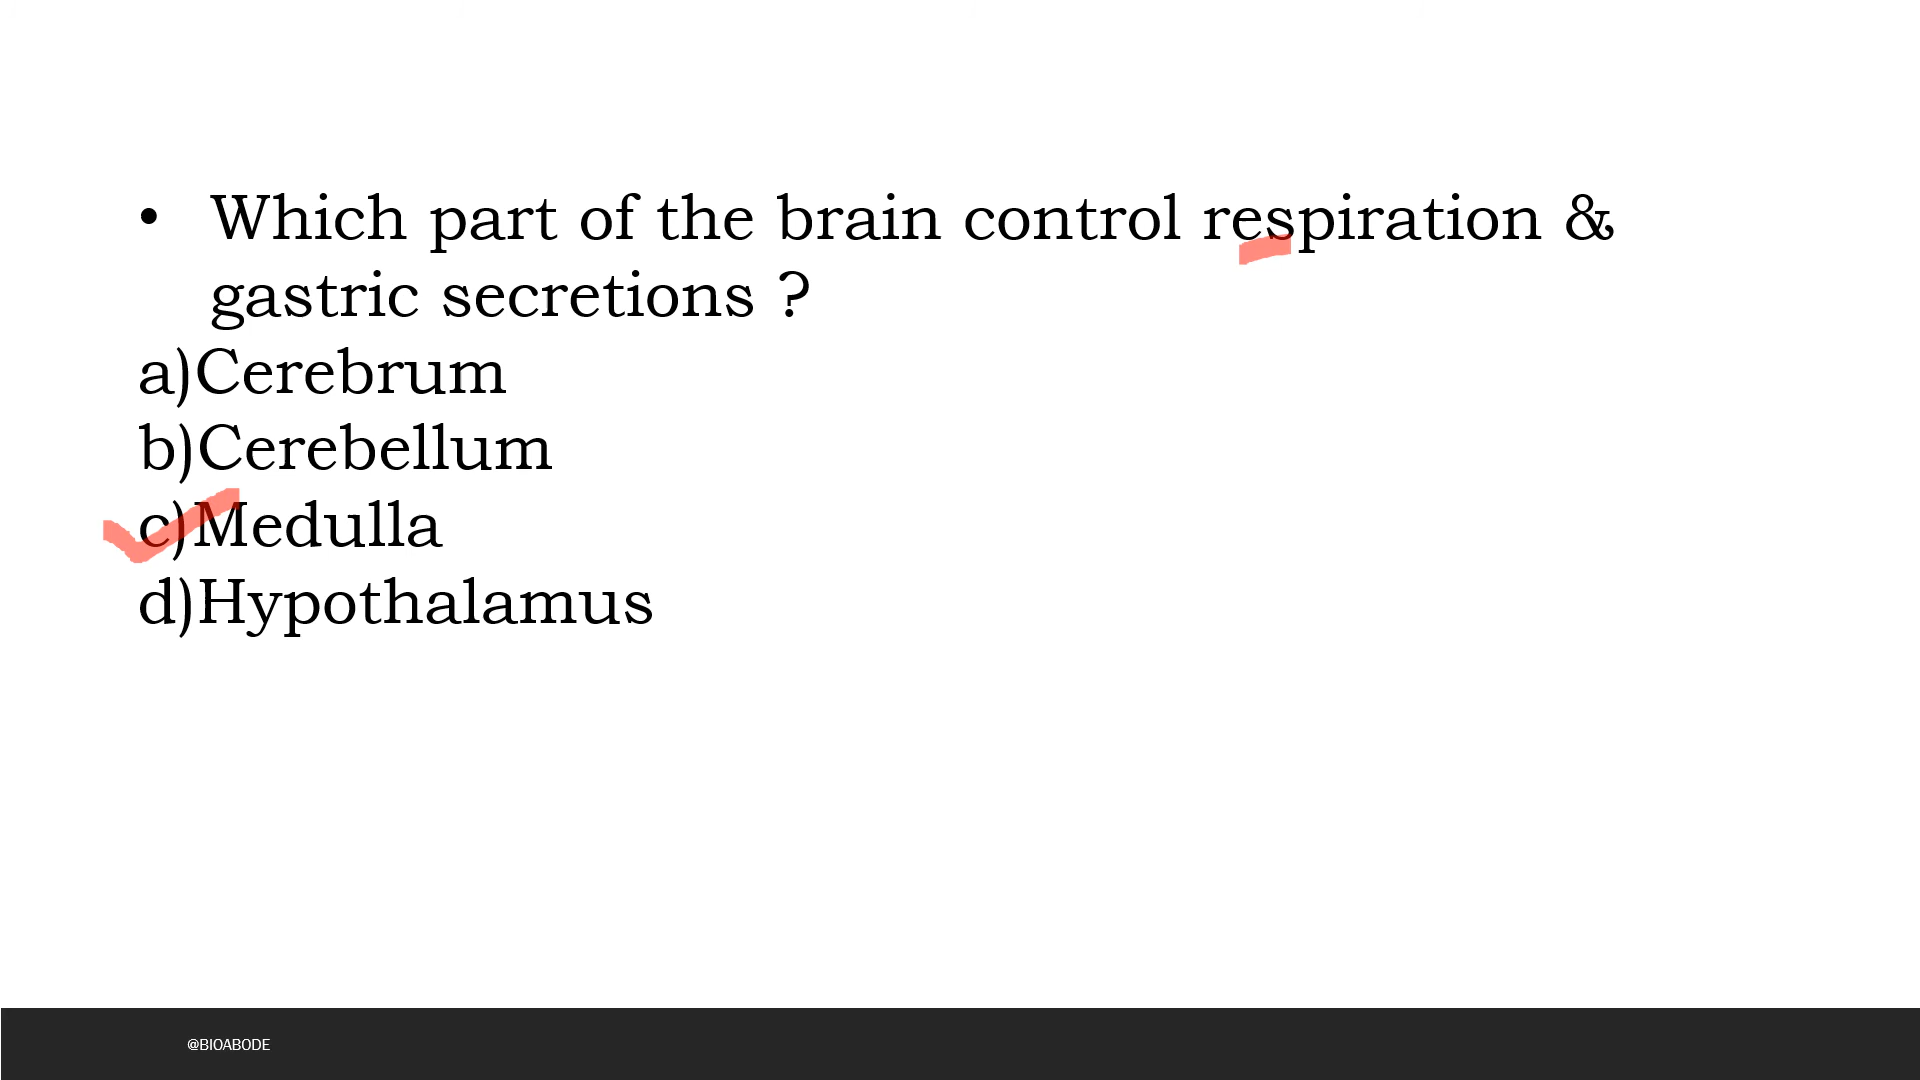 • Which part of the brain control respiration &
gastric secretions ?
a)Cerebrum
b)Cerebellum
c)Medulla
d)Hypothalamus
@BIOABODE